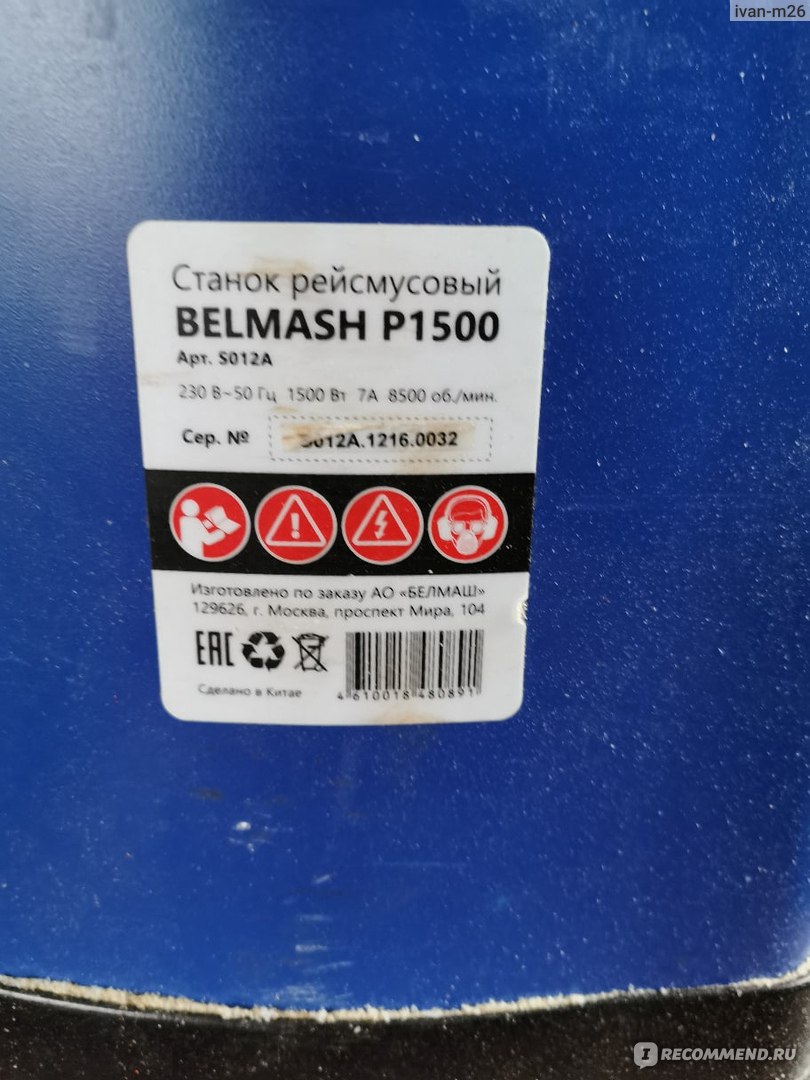 ivan-m26
Станок рейсмусовый
BELMASH P1500
Арт. S012A
230 В~50 Гц 1500 Вт 7А 8500 об./мин.
Сер. № S012A.1216.0032
Изготовлено по заказу АО «БЕЛМАШ»
129626, г. Москва, проспект Мира, 104
EAC
Сделано в Китае
4 610018 480891
I RECOMMEND.RU